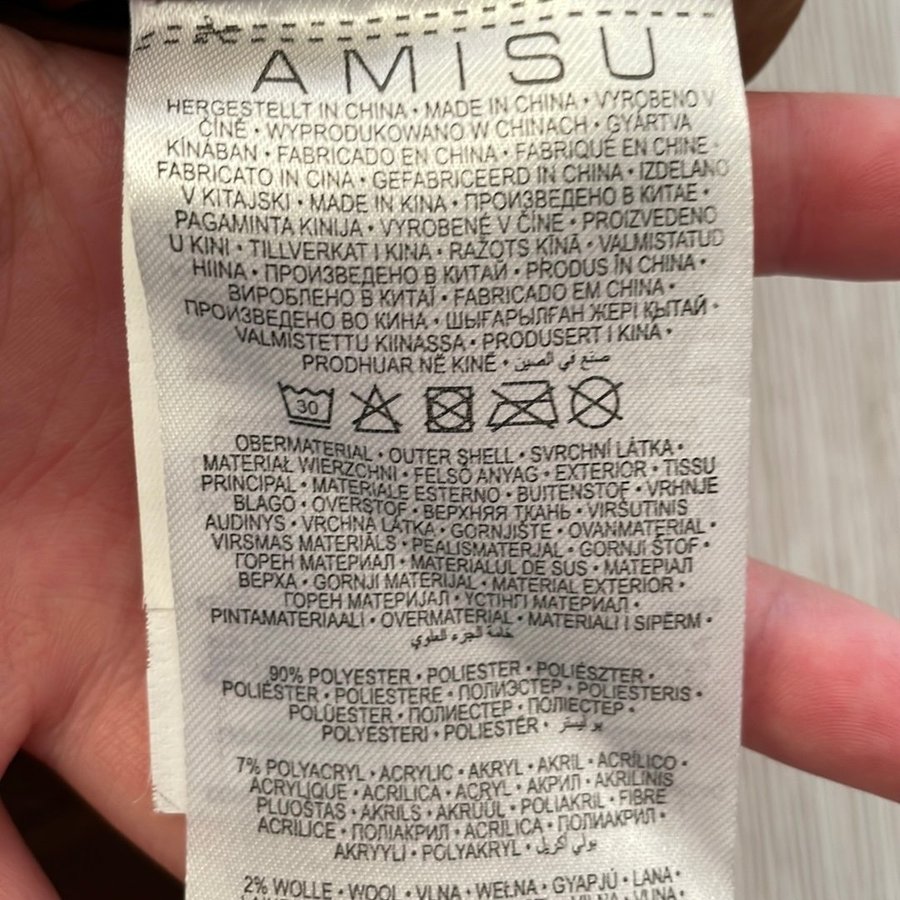 AMISU
HERGESTELLT IN CHINA • MADE IN CHINA • VYROBENO V
ČÍNĚ • WYPRODUKOWANO W CHINACH • GYÁRTVA
KÍNÁBAN • FABRICADO EN CHINA • FABRIQUÉ EN CHINE •
FABRICATO IN CINA • GEFABRICEERD IN CHINA • IZDELANO
V KITAJSKI • MADE IN KINA • ПРОИЗВЕДЕНО В КИТАЕ •
PAGAMINTA KINIJA • VYROBENÉ V ČÍNE • PROIZVEDENO
U KINI • TILLVERKAT I KINA • RAŽOTS ĶĪNĀ • VALMISTATUD
HIINA • ПРОИЗВЕДЕНО В КИТАЙ • PRODUS ÎN CHINA •
ВИРОБЛЕНО В КИТАЇ • FABRICADO EM CHINA •
ПРОИЗВЕДЕНО ВО КИНА • ШЫҒАРЫЛҒАН ЖЕРІ ҚЫТАЙ •
VALMISTETTU KIINASSA • PRODUSERT I KINA •
PRODHUAR NË KINË • صنع في الصين
30
OBERMATERIAL • OUTER SHELL • SVRCHNÍ LÁTKA •
MATERIAŁ WIERZCHNI • FELSŐ ANYAG • EXTERIOR • TISSU
PRINCIPAL • MATERIALE ESTERNO • BUITENSTOF • VRHNJE
BLAGO • OVERSTOF • ВЕРХНЯЯ ТКАНЬ • VIRŠUTINIS
AUDINYS • VRCHNÁ LÁTKA • GORNJIŠTE • OVANMATERIAL •
VIRSMAS MATERIĀLS • PEALISMATERJAL • GORNJI ŠTOF •
ГОРЕН МАТЕРИАЛ • MATERIALUL DE SUS • МАТЕРІАЛ
ВЕРХА • GORNJI MATERIJAL • MATERIAL EXTERIOR •
ГОРЕН МАТЕРИЈАЛ • ҮСТІНГІ МАТЕРИАЛ •
PINTAMATERIAALI • OVERMATERIAL • MATERIALI I SIPËRM •
خامة الجزء العلوي
90% POLYESTER • POLIESTER • POLIÉSZTER •
POLIÉSTER • POLIESTERE • ПОЛИЭСТЕР • POLIESTERIS •
POLÜESTER • ПОЛИЕСТЕР • ПОЛІЕСТЕР •
POLYESTERI • POLIESTËR • بوليستر
7% POLYACRYL • ACRYLIC • AKRYL • AKRIL • ACRÍLICO •
ACRYLIQUE • ACRILICA • ACRYL • АКРИЛ • AKRILINIS
PLUOŠTAS • AKRILS • AKRÜÜL • POLIAKRIL • FIBRE
ACRILICE • ПОЛІАКРИЛ • ACRÍLICA • ПОЛИАКРИЛ •
AKRYYLI • POLYAKRYL • بولي أكريل
2% WOLLE • WOOL • VLNA • WEŁNA • GYAPJÚ • LANA •